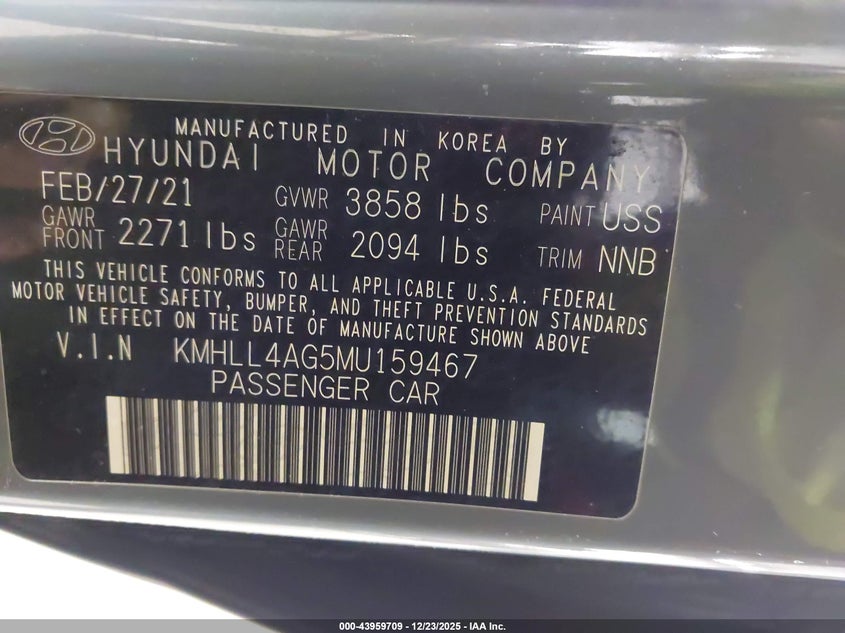 MANUFACTURED IN KOREA BY
HYUNDAI MOTOR COMPANY
FEB/27/21 GVWR 3858 lbs PAINT USS
GAWR FRONT 2271 lbs GAWR REAR 2094 lbs TRIM NNB
THIS VEHICLE CONFORMS TO ALL APPLICABLE U.S.A. FEDERAL
MOTOR VEHICLE SAFETY, BUMPER, AND THEFT PREVENTION STANDARDS
IN EFFECT ON THE DATE OF MANUFACTURE SHOWN ABOVE
V.I.N KMHLL4AG5MU159467
PASSENGER CAR
000-43959709 - 12/23/2025 - IAA Inc.